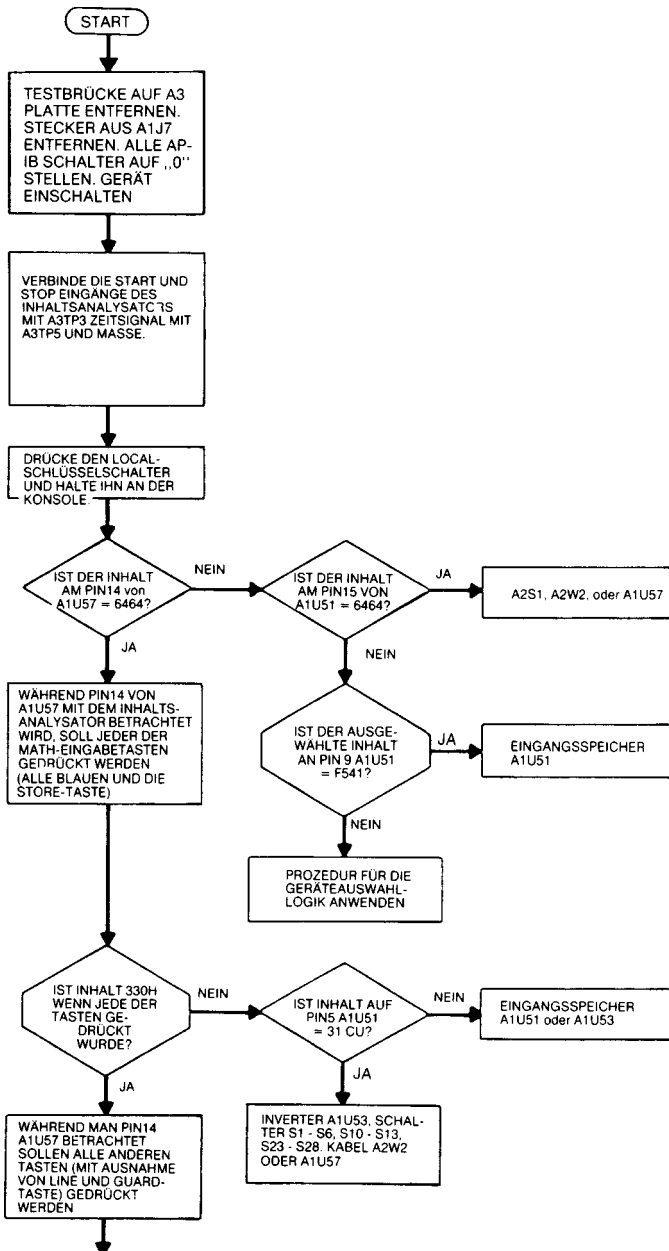 START
TESTBRÜCKE AUF A3
PLATTE ENTFERNEN.
STECKER AUS A1J7
ENTFERNEN. ALLE AP-
IB SCHALTER AUF „0"
STELLEN. GERÄT
EINSCHALTEN
VERBINDE DIE START UND
STOP EINGÄNGE DES
INHALTSANALYSATORS
MIT A3TP3 ZEITSIGNAL MIT
A3TP5 UND MASSE.
DRÜCKE DEN LOCAL-
SCHLÜSSELSCHALTER
UND HALTE IHN AN DER
KONSOLE.
IST DER INHALT
AM PIN14 von
A1U57 = 6464?
NEIN
IST DER INHALT
AM PIN15 VON
A1U51 = 6464?
JA
A2S1, A2W2, oder A1U57
JA
NEIN
WÄHREND PIN14 VON
A1U57 MIT DEM INHALTS-
ANALYSATOR BETRACHTET
WIRD, SOLL JEDER DER
MATH-EINGABETASTEN
GEDRÜCKT WERDEN
(ALLE BLAUEN UND DIE
STORE-TASTE)
IST DER AUSGE-
WÄHLTE INHALT
AN PIN 9 A1U51
= F541?
JA
EINGANGSSPEICHER
A1U51
NEIN
PROZEDUR FÜR DIE
GERÄTEAUSWAHL-
LOGIK ANWENDEN
IST INHALT 330H
WENN JEDE DER
TASTEN GE-
DRÜCKT
WURDE?
NEIN
IST INHALT AUF
PIN5 A1U51
= 31 CU?
NEIN
EINGANGSSPEICHER
A1U51 oder A1U53
JA
JA
WÄHREND MAN PIN14
A1U57 BETRACHTET
SOLLEN ALLE ANDEREN
TASTEN (MIT AUSNAHME
VON LINE UND GUARD-
TASTE) GEDRÜCKT
WERDEN
INVERTER A1U53, SCHAL-
TER S1 - S6, S10 - S13,
S23 - S28. KABEL A2W2
ODER A1U57